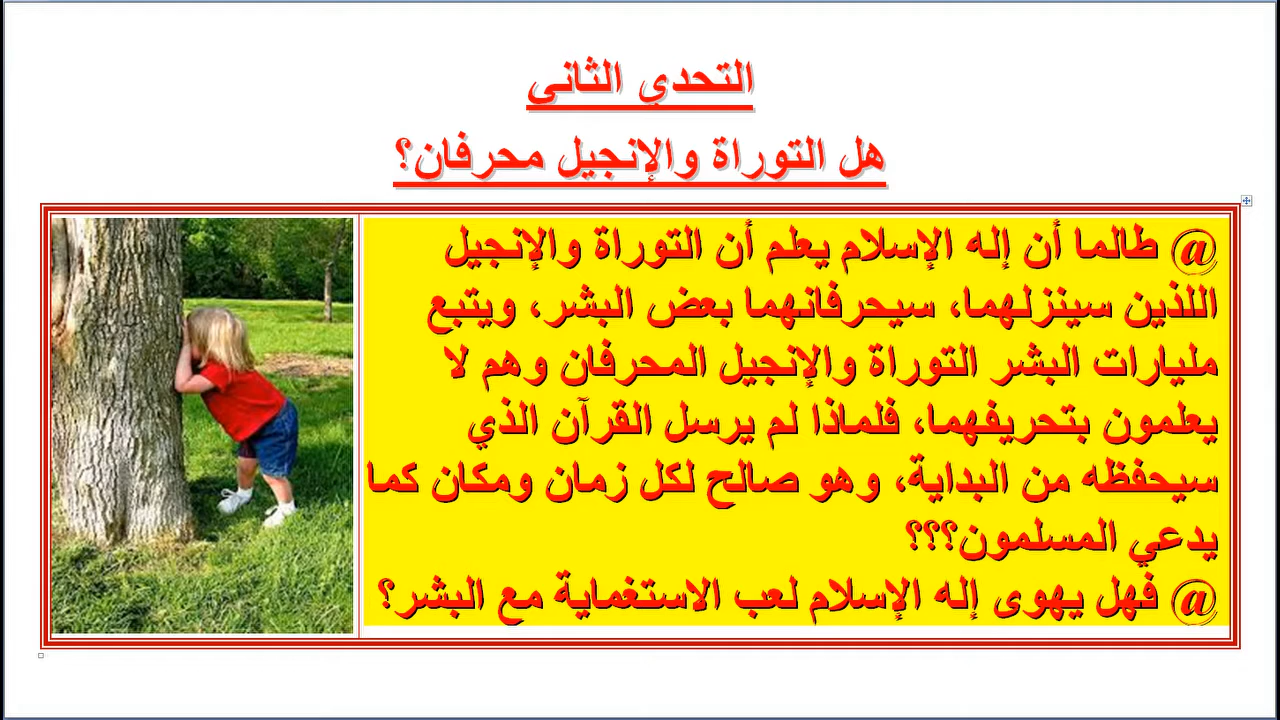 التحدي الثاني
هل التوراة والإنجيل محرفان؟
@ طالما أن إله الإسلام يعلم أن التوراة والإنجيل
اللذين سينزلهما، سيحرفانهما بعض البشر، ويتبع
مليارات البشر التوراة والإنجيل المحرفان وهم لا
يعلمون بتحريفهما، فلماذا لم يرسل القرآن الذي
سيحفظه من البداية، وهو صالح لكل زمان ومكان كما
يدعي المسلمون؟؟؟
@ فهل يهوى إله الإسلام لعب الاستغماية مع البشر؟